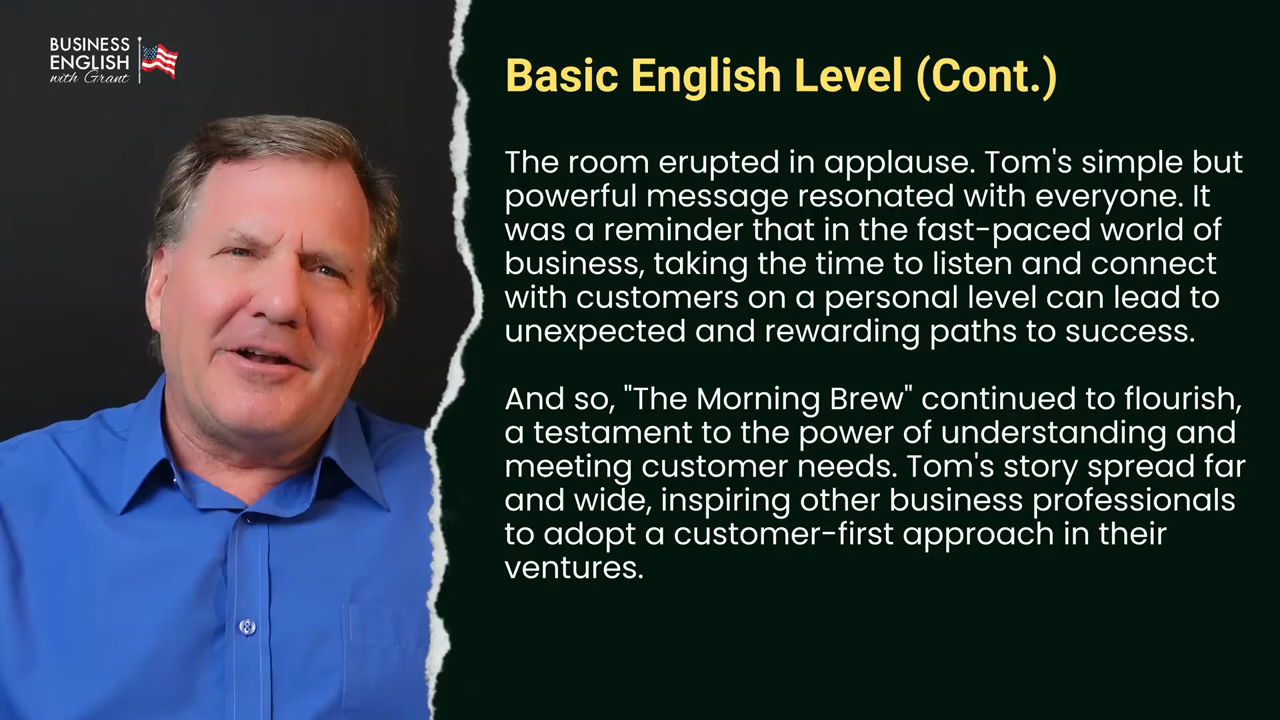 BUSINESS
ENGLISH
with Grant
Basic English Level (Cont.)
The room erupted in applause. Tom's simple but
powerful message resonated with everyone. It
was a reminder that in the fast-paced world of
business, taking the time to listen and connect
with customers on a personal level can lead to
unexpected and rewarding paths to success.
And so, "The Morning Brew" continued to flourish,
a testament to the power of understanding and
meeting customer needs. Tom's story spread far
and wide, inspiring other business professionals
to adopt a customer-first approach in their
ventures.